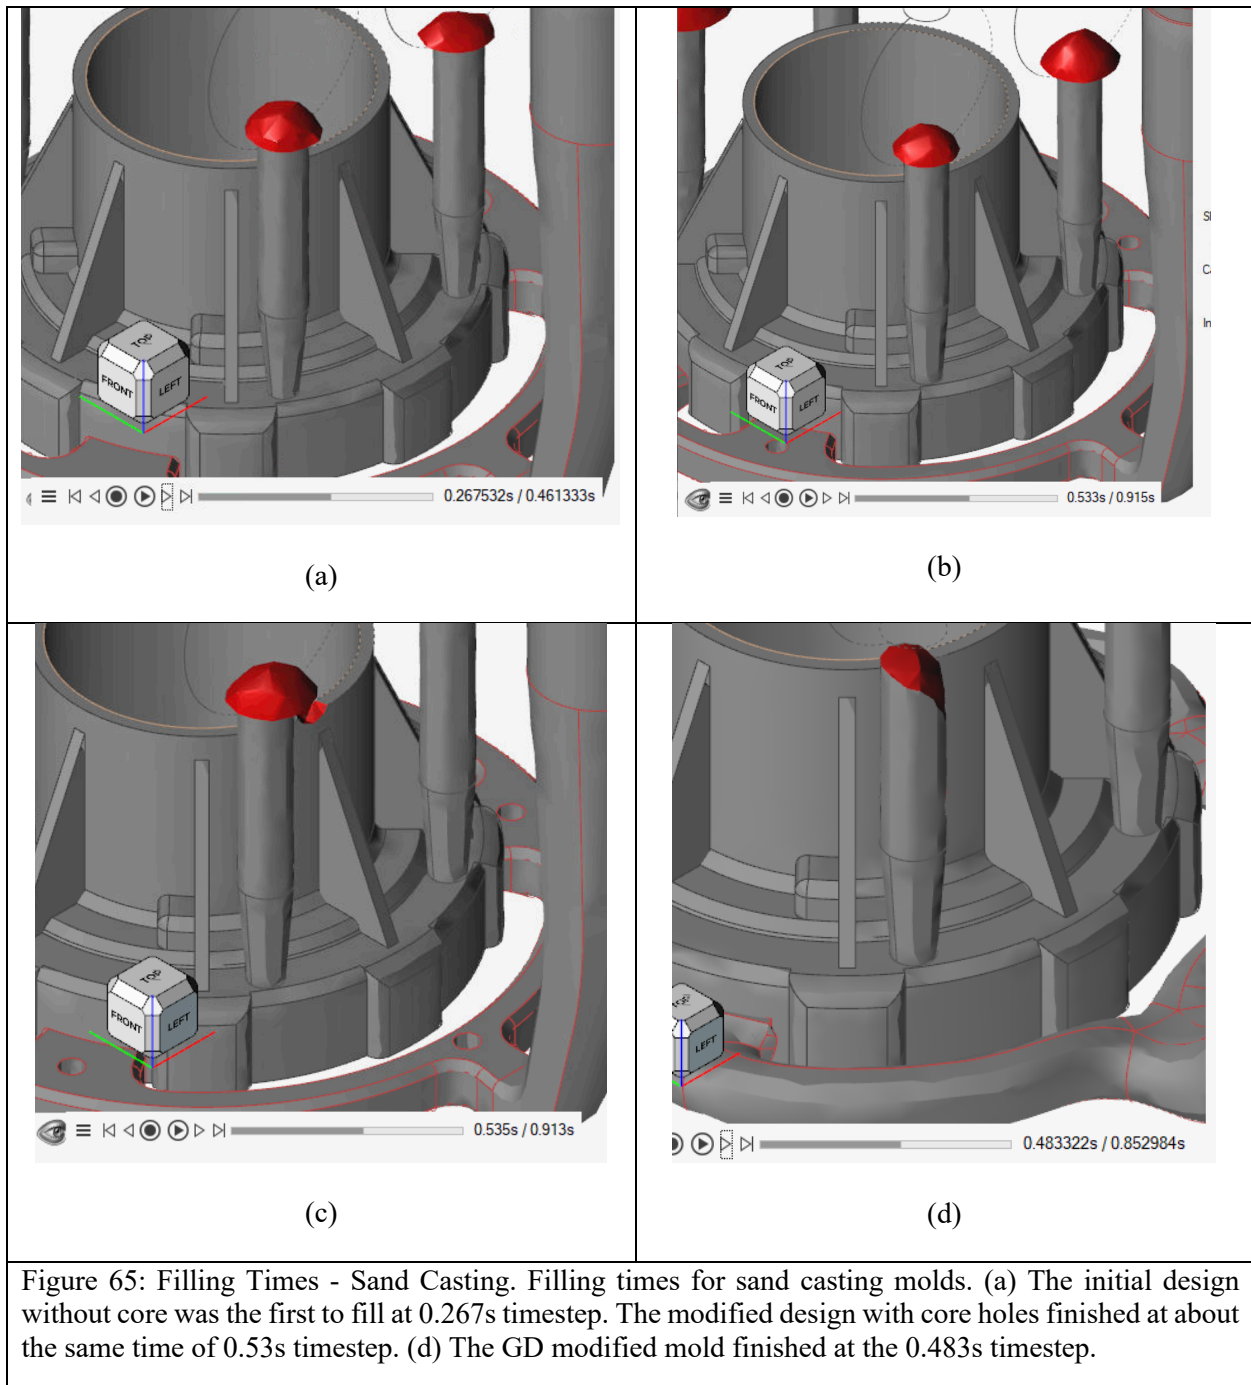 TOP
FRONT
LEFT
0.267532s / 0.461333s
(a)
TOP
FRONT
LEFT
0.533s / 0.915s
(b)
TOP
FRONT
LEFT
0.535s / 0.913s
(c)
TOP
LEFT
0.483322s / 0.852984s
(d)
Figure 65: Filling Times - Sand Casting. Filling times for sand casting molds. (a) The initial design
without core was the first to fill at 0.267s timestep. The modified design with core holes finished at about
the same time of 0.53s timestep. (d) The GD modified mold finished at the 0.483s timestep.